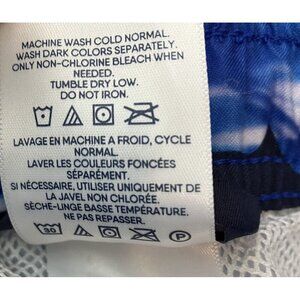 MACHINE WASH COLD NORMAL.
WASH DARK COLORS SEPARATELY.
ONLY NON-CHLORINE BLEACH WHEN
NEEDED.
TUMBLE DRY LOW.
DO NOT IRON.
LAVAGE EN MACHINE A FROID, CYCLE
NORMAL.
LAVER LES COULEURS FONCÉES
SÉPARÉMENT.
SI NÉCESSAIRE, UTILISER UNIQUEMENT DE
LA JAVEL NON CHLORÉE.
SÈCHE-LINGE BASSE TEMPÉRATURE.
NE PAS REPASSER.
30 P